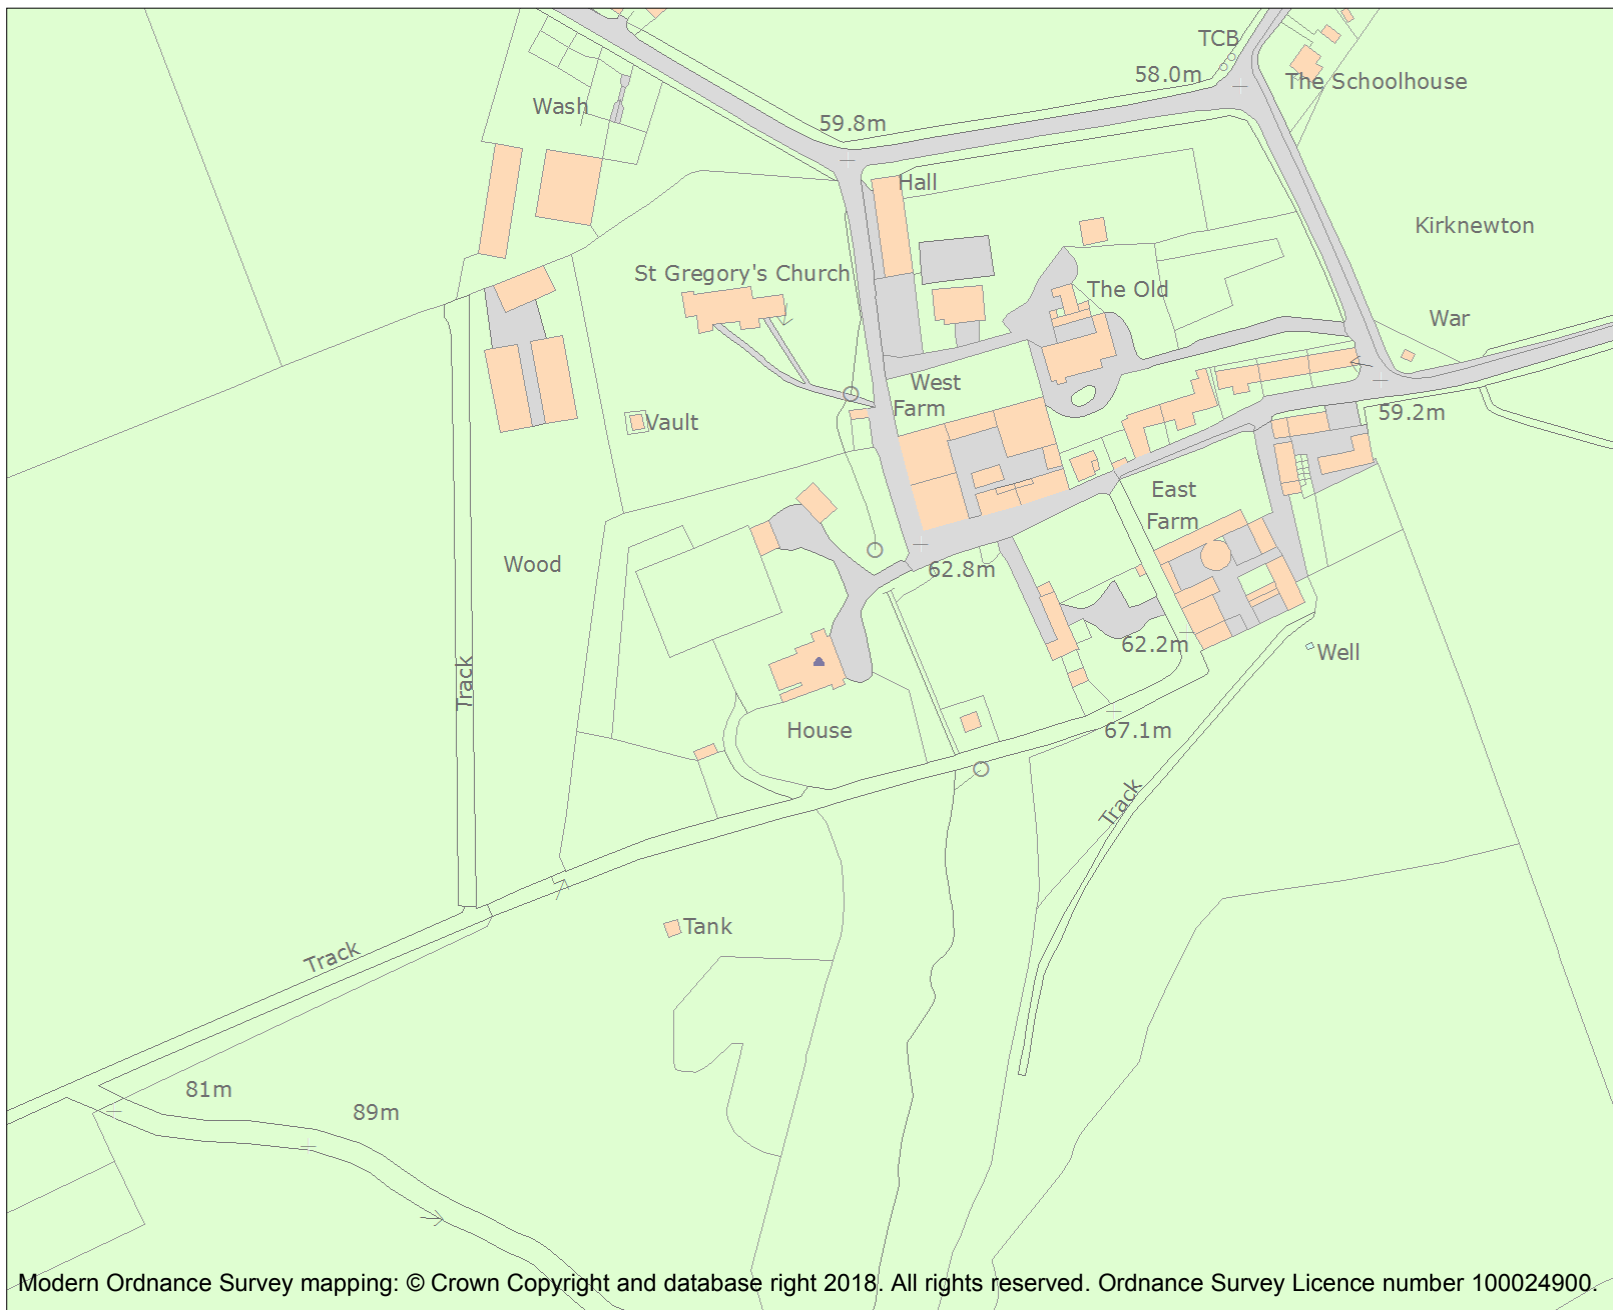 TCB
58.0m
The Schoolhouse
Wash
59.8m
Hall
Kirknewton
St Gregory's Church
The Old
War
West
Farm
59.2m
Vault
East
Farm
Wood
62.8m
62.2m
Well
Track
House
67.1m
Track
Tank
Track
81m
89m
Modern Ordnance Survey mapping: © Crown Copyright and database right 2018. All rights reserved. Ordnance Survey Licence number 100024900.